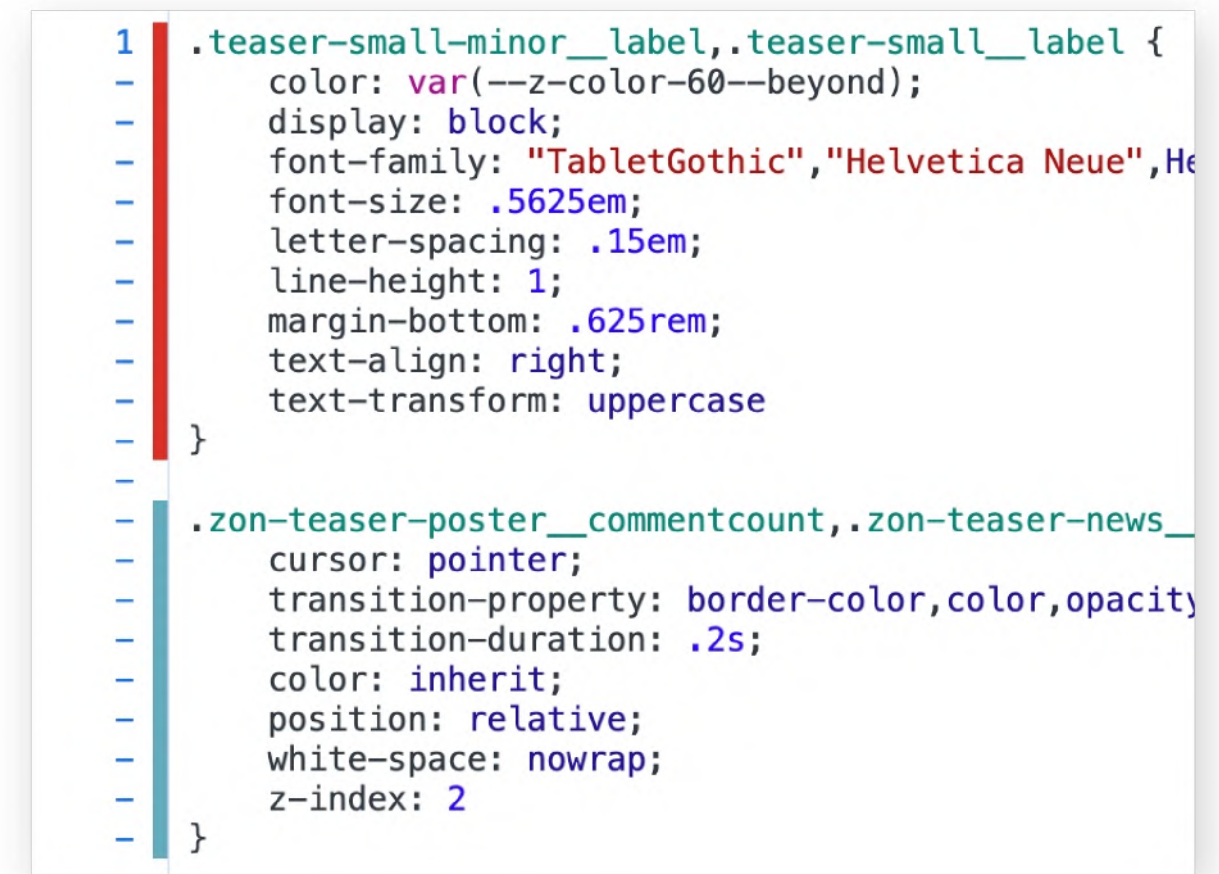 1 .teaser-small-minor__label,.teaser-small__label {
- color: var(--z-color-60--beyond);
- display: block;
- font-family: "TabletGothic","Helvetica Neue",He
- font-size: .5625em;
- letter-spacing: .15em;
- line-height: 1;
- margin-bottom: .625rem;
- text-align: right;
- text-transform: uppercase
- }
-
- .zon-teaser-poster__commentcount,.zon-teaser-news__
- cursor: pointer;
- transition-property: border-color,color,opacity
- transition-duration: .2s;
- color: inherit;
- position: relative;
- white-space: nowrap;
- z-index: 2
- }